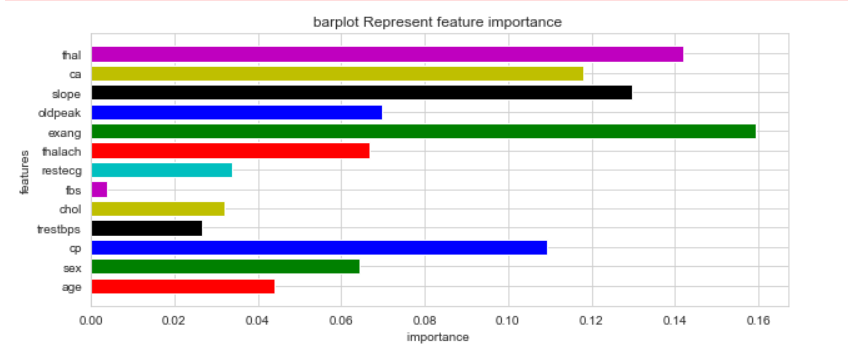 barplot Represent feature importance
thal
ca
slope
oldpeak
exang
thalach
restecg
fbs
chol
trestbps
cp
sex
age
features
0.00 0.02 0.04 0.06 0.08 0.10 0.12 0.14 0.16
importance